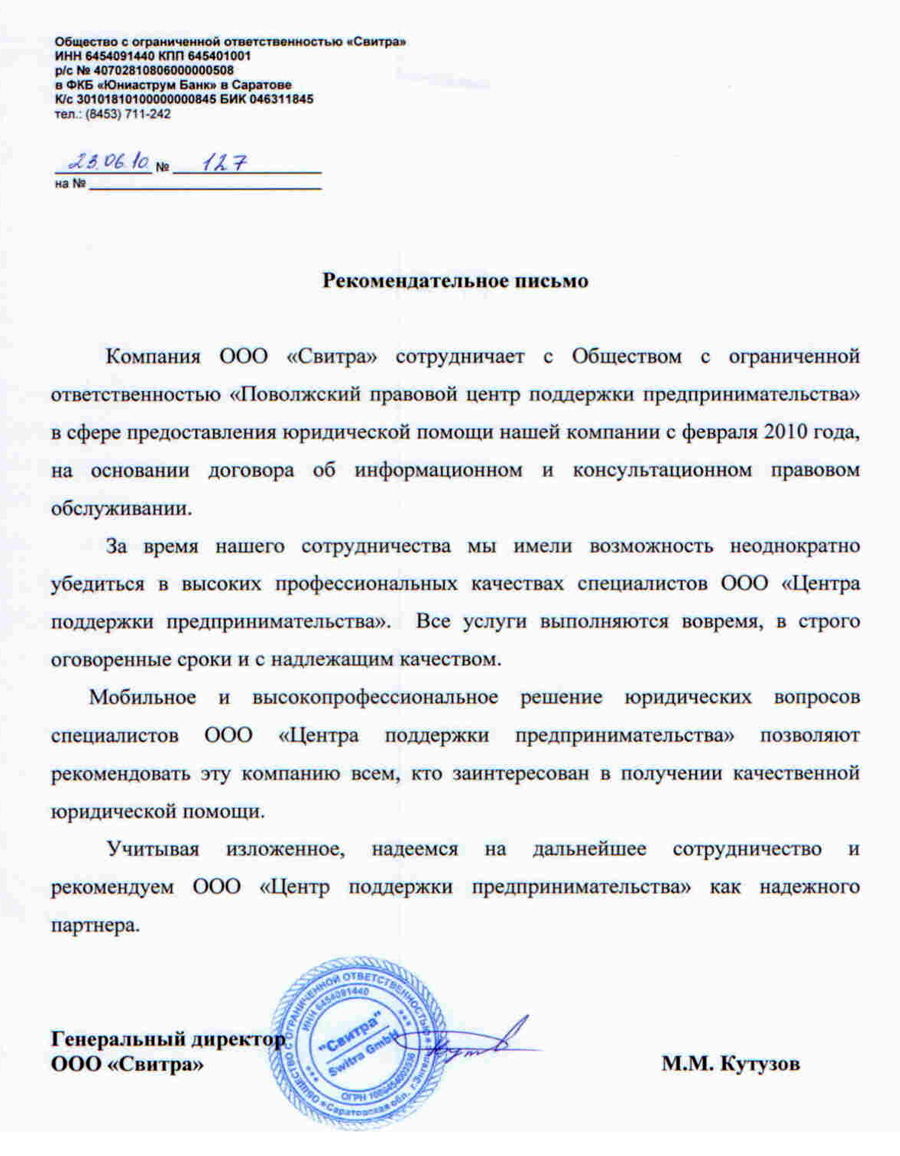 Общество с ограниченной ответственностью «Свитра»
ИНН 6454091440 КПП 645401001
р/с № 40702810806000000508
в ФКБ «Юниаструм Банк» в Саратове
К/с 30101810100000000845 БИК 046311845
тел.: (8453) 711-242
23.06.10 № 127
на №
Рекомендательное письмо
Компания ООО «Свитра» сотрудничает с Обществом с ограниченной
ответственностью «Поволжский правовой центр поддержки предпринимательства»
в сфере предоставления юридической помощи нашей компании с февраля 2010 года,
на основании договора об информационном и консультационном правовом
обслуживании.
За время нашего сотрудничества мы имели возможность неоднократно
убедиться в высоких профессиональных качествах специалистов ООО «Центра
поддержки предпринимательства». Все услуги выполняются вовремя, в строго
оговоренные сроки и с надлежащим качеством.
Мобильное и высокопрофессиональное решение юридических вопросов
специалистов ООО «Центра поддержки предпринимательства» позволяют
рекомендовать эту компанию всем, кто заинтересован в получении качественной
юридической помощи.
Учитывая изложенное, надеемся на дальнейшее сотрудничество и
рекомендуем ООО «Центр поддержки предпринимательства» как надежного
партнера.
Генеральный директор
ООО «Свитра»
М.М. Кутузов
ОБЩЕСТВО С ОГРАНИЧЕННОЙ ОТВЕТСТВЕННОСТЬЮ
ИНН 6454091440
"Свитра"
Switra GmbH
ОГРН
Саратовская обл.